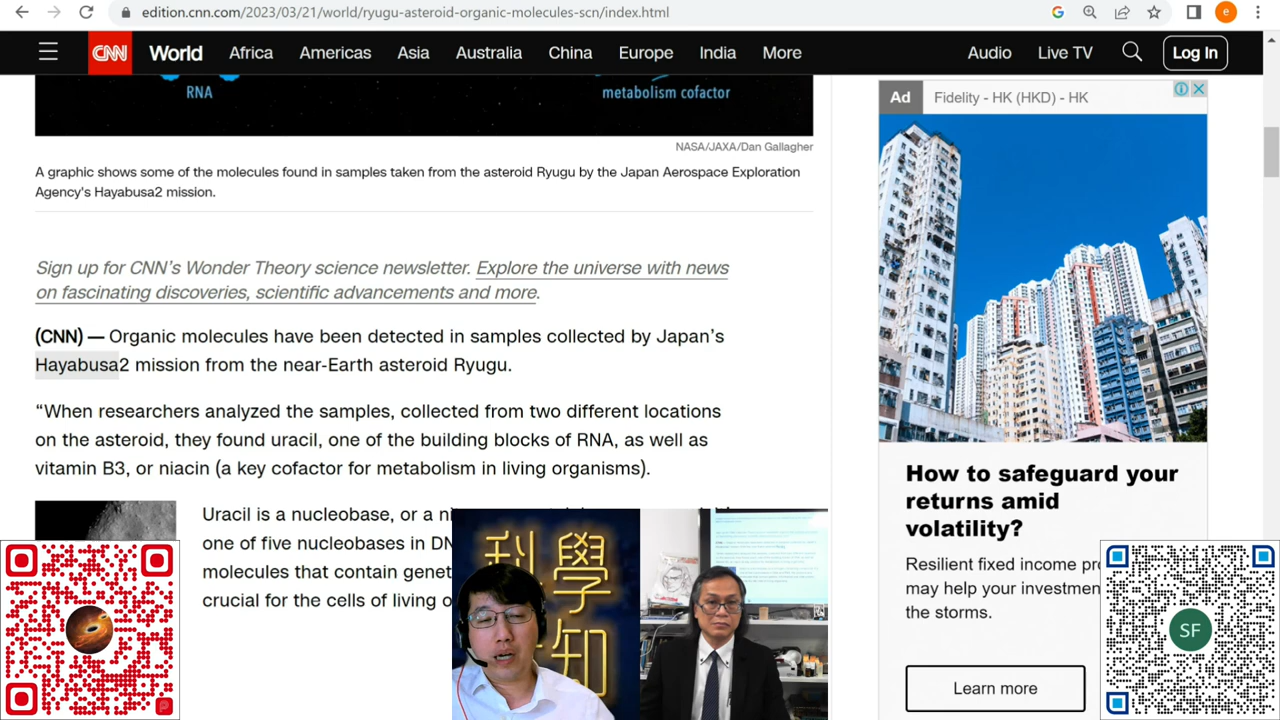 edition.cnn.com/2023/03/21/world/ryugu-asteroid-organic-molecules-scn/index.html
e
CNN World Africa Americas Asia Australia China Europe India More Audio Live TV Log In
RNA
metabolism cofactor
NASA/JAXA/Dan Gallagher
A graphic shows some of the molecules found in samples taken from the asteroid Ryugu by the Japan Aerospace Exploration
Agency's Hayabusa2 mission.
Sign up for CNN's Wonder Theory science newsletter. Explore the universe with news
on fascinating discoveries, scientific advancements and more.
(CNN) — Organic molecules have been detected in samples collected by Japan's
Hayabusa2 mission from the near-Earth asteroid Ryugu.
“When researchers analyzed the samples, collected from two different locations
on the asteroid, they found uracil, one of the building blocks of RNA, as well as
vitamin B3, or niacin (a key cofactor for metabolism in living organisms).
Uracil is a nucleobase, or a
one of five nucleobases in
molecules that contain
crucial for the cells of living
學
知
Ad Fidelity - HK (HKD) - HK
How to safeguard your
returns amid
volatility?
Resilient fixed income
may help your
the storms.
Learn more
SF